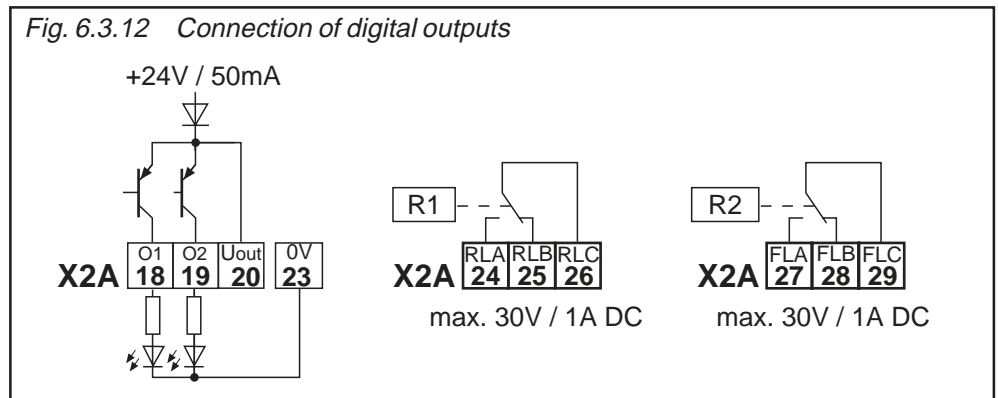 Fig. 6.3.12 Connection of digital outputs
+24V / 50mA
R1
R2
X2A
O1 O2 Uout 0V
18 19 20 23
X2A
RLA RLB RLC
24 25 26
max. 30V / 1A DC
X2A
FLA FLB FLC
27 28 29
max. 30V / 1A DC